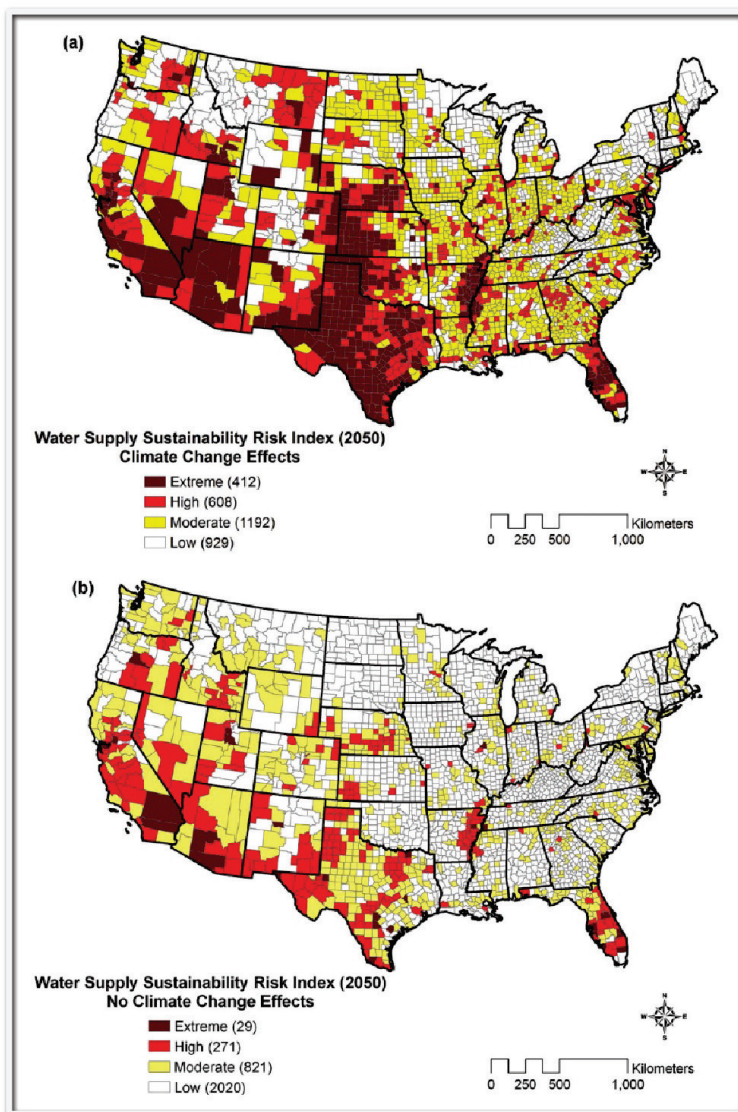 (a)
Water Supply Sustainability Risk Index (2050)
Climate Change Effects
Extreme (412)
High (608)
Moderate (1192)
Low (929)
N
W E
S
Kilometers
0 250 500 1,000
(b)
Water Supply Sustainability Risk Index (2050)
No Climate Change Effects
Extreme (29)
High (271)
Moderate (821)
Low (2020)
N
W E
S
Kilometers
0 250 500 1,000